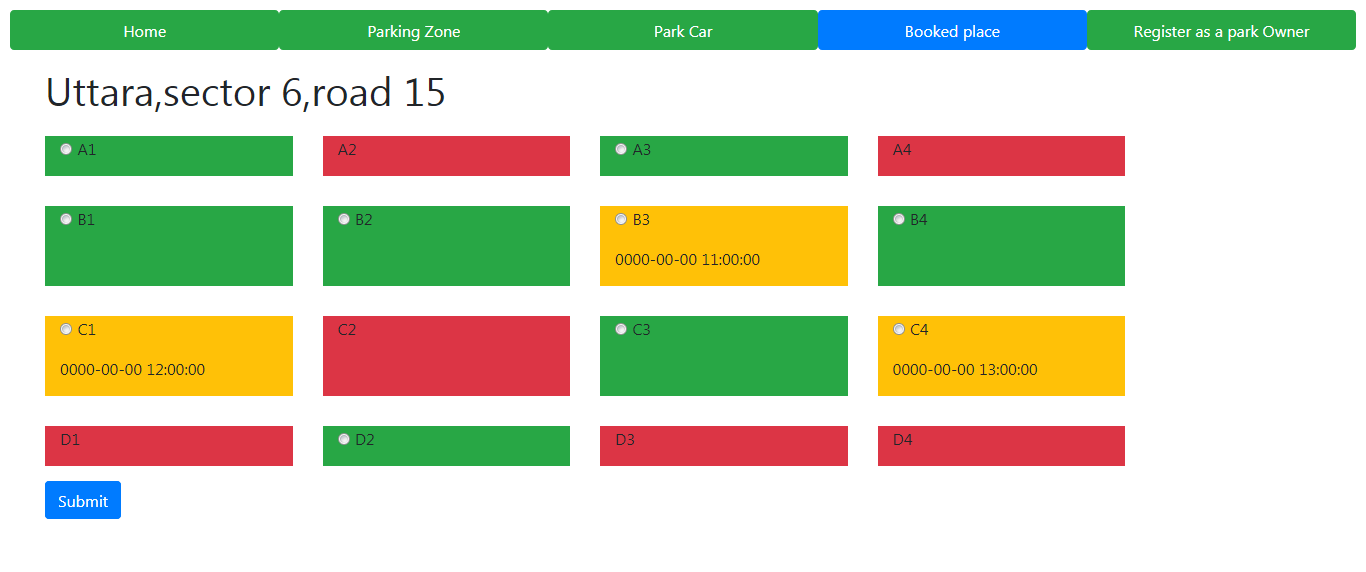 Home Parking Zone Park Car Booked place Register as a park Owner
Uttara,sector 6,road 15
A1 A2 A3 A4
B1 B2 B3 B4
0000-00-00 11:00:00
C1 C2 C3 C4
0000-00-00 12:00:00 0000-00-00 13:00:00
D1 D2 D3 D4
Submit